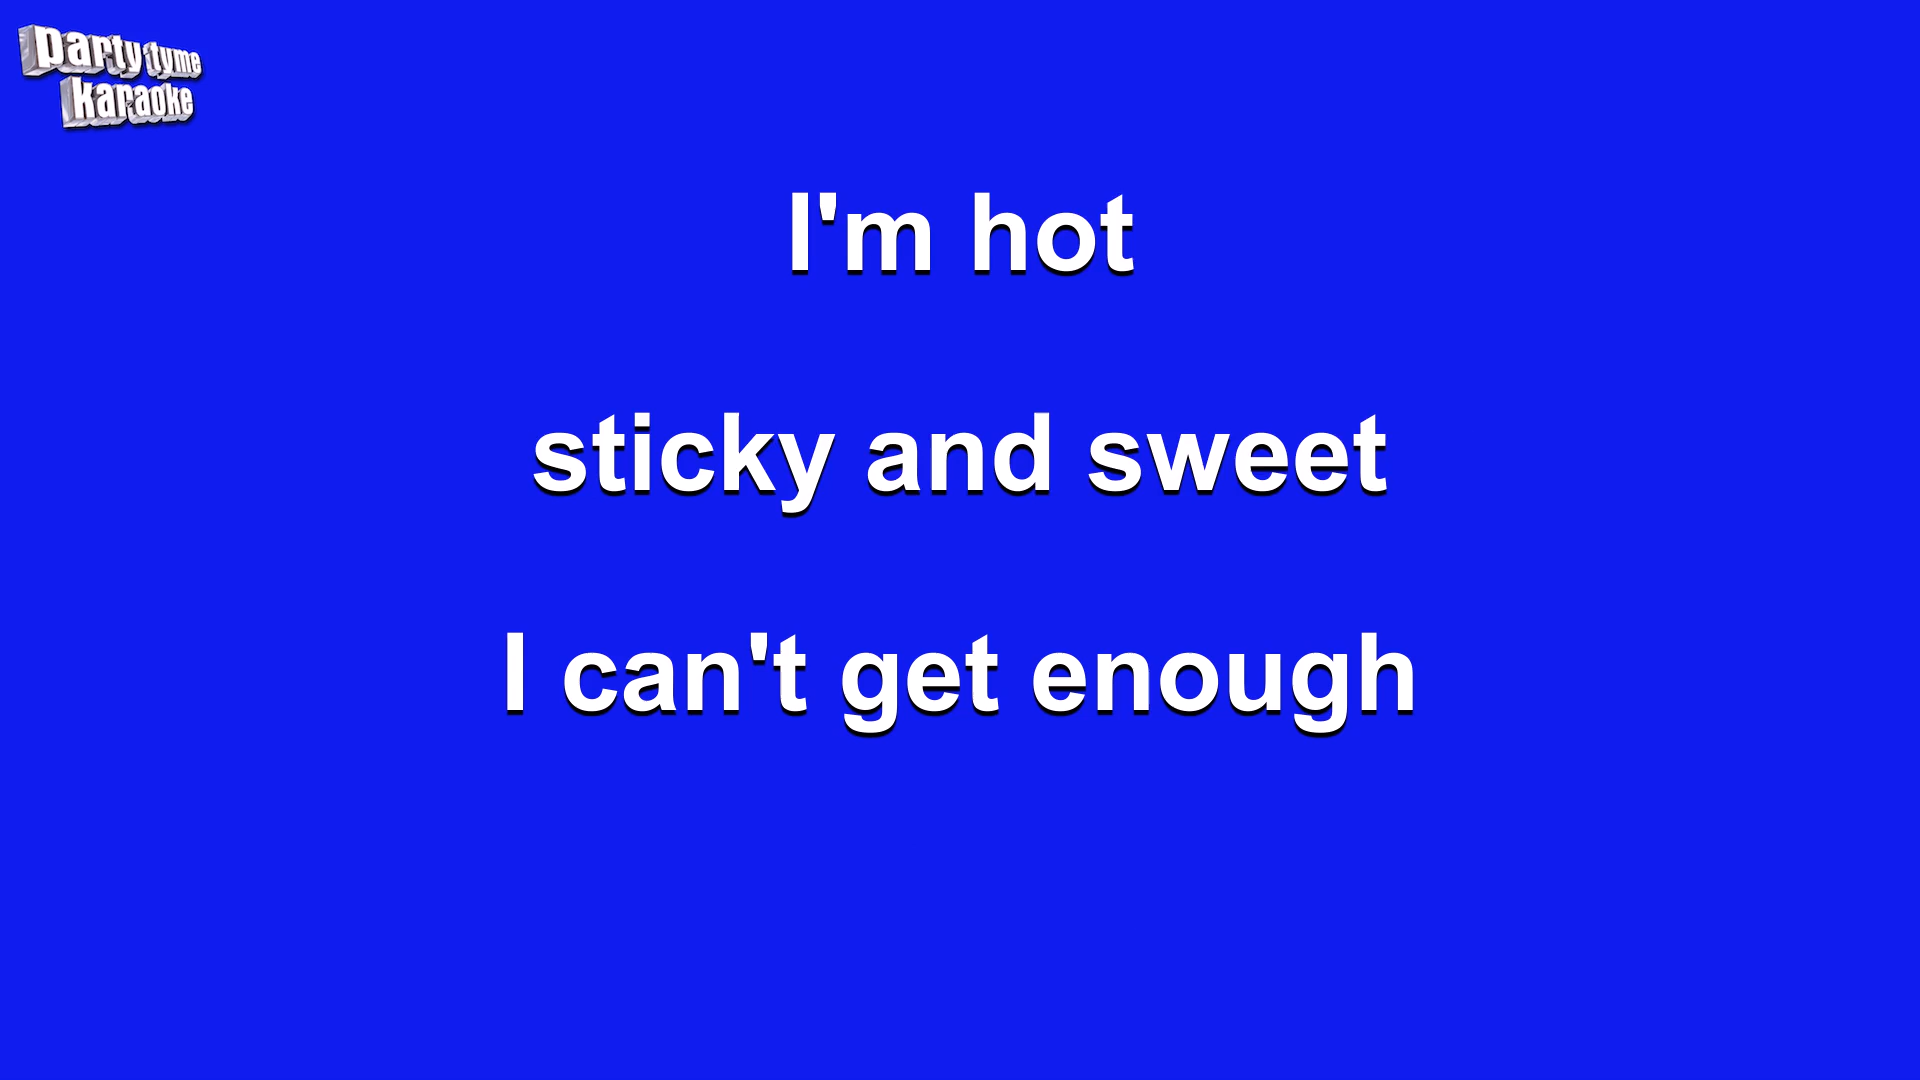 party tyme
karaoke
I'm hot
sticky and sweet
I can't get enough